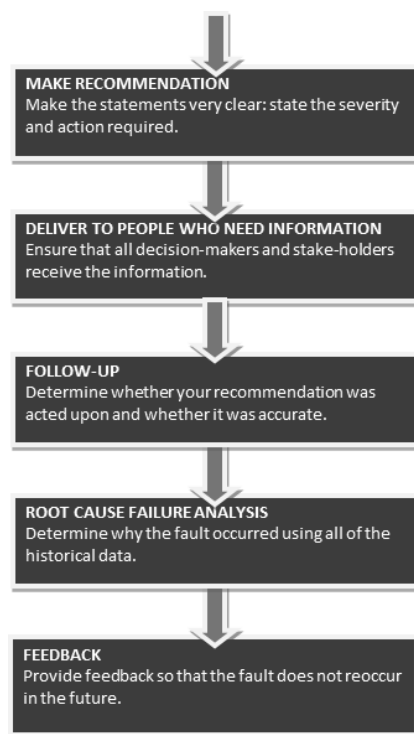 MAKE RECOMMENDATION
Make the statements very clear: state the severity
and action required.
DELIVER TO PEOPLE WHO NEED INFORMATION
Ensure that all decision-makers and stake-holders
receive the information.
FOLLOW-UP
Determine whether your recommendation was
acted upon and whether it was accurate.
ROOT CAUSE FAILURE ANALYSIS
Determine why the fault occurred using all of the
historical data.
FEEDBACK
Provide feedback so that the fault does not reoccur
in the future.